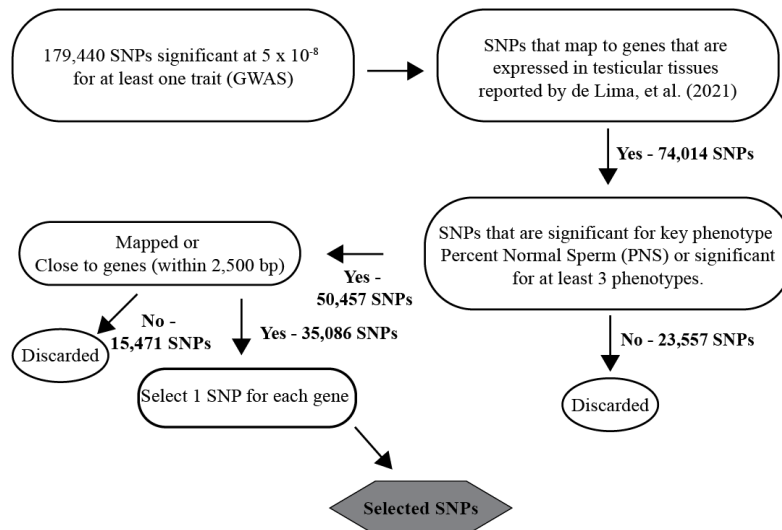 179,440 SNPs significant at 5 x 10⁻⁸
for at least one trait (GWAS)
SNPs that map to genes that are
expressed in testicular tissues
reported by de Lima, et al. (2021)
Yes - 74,014 SNPs
SNPs that are significant for key phenotype
Percent Normal Sperm (PNS) or significant
for at least 3 phenotypes.
Yes -
50,457 SNPs
No - 23,557 SNPs
Discarded
Mapped or
Close to genes (within 2,500 bp)
No -
15,471 SNPs
Discarded
Yes - 35,086 SNPs
Select 1 SNP for each gene
Selected SNPs